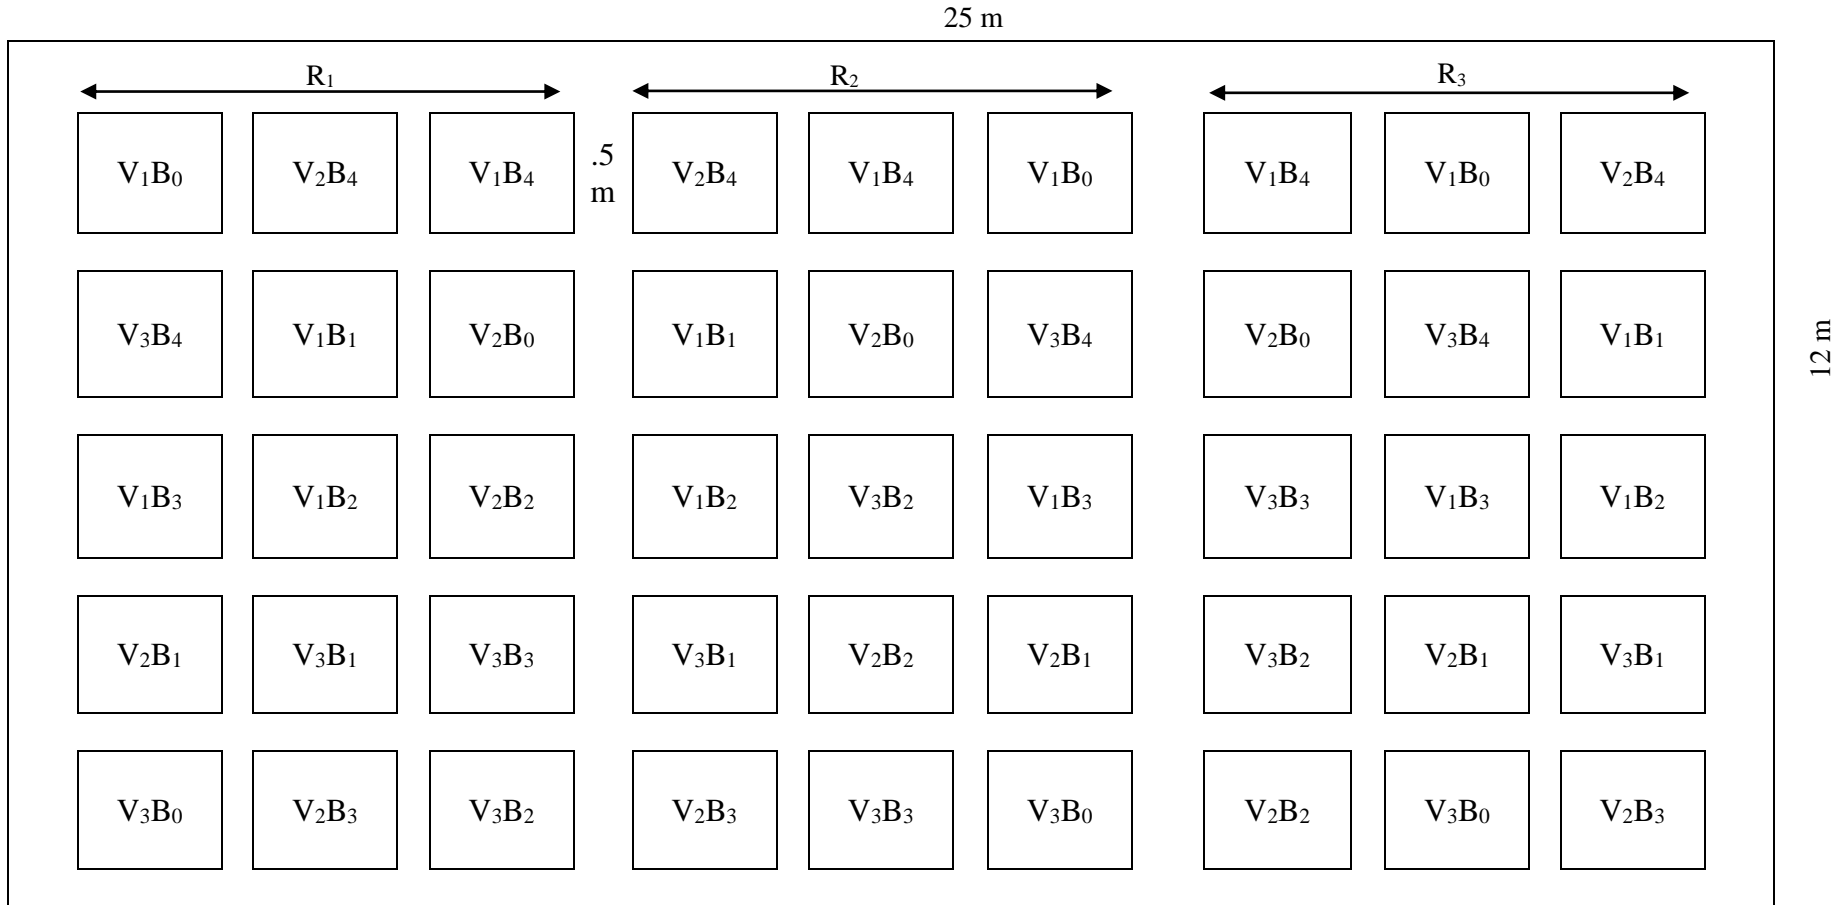 25 m
R₁ R₂ R₃
V₁B₀ V₂B₄ V₁B₄ .5 m V₂B₄ V₁B₄ V₁B₀ V₁B₄ V₁B₀ V₂B₄
V₃B₄ V₁B₁ V₂B₀ V₁B₁ V₂B₀ V₃B₄ V₂B₀ V₃B₄ V₁B₁
12 m
V₁B₃ V₁B₂ V₂B₂ V₁B₂ V₃B₂ V₁B₃ V₃B₃ V₁B₃ V₁B₂
V₂B₁ V₃B₁ V₃B₃ V₃B₁ V₂B₂ V₂B₁ V₃B₂ V₂B₁ V₃B₁
V₃B₀ V₂B₃ V₃B₂ V₂B₃ V₃B₃ V₃B₀ V₂B₂ V₃B₀ V₂B₃